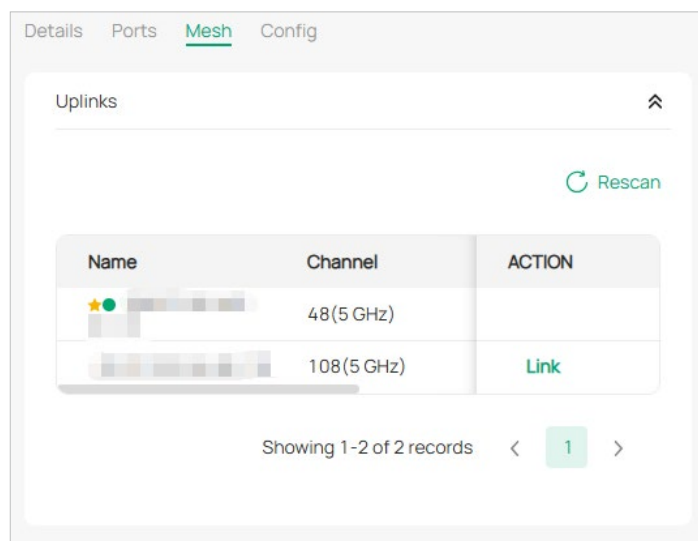 Details Ports Mesh Config
Uplinks
Rescan
Name Channel ACTION
48(5 GHz)
108(5 GHz) Link
Showing 1-2 of 2 records < 1 >